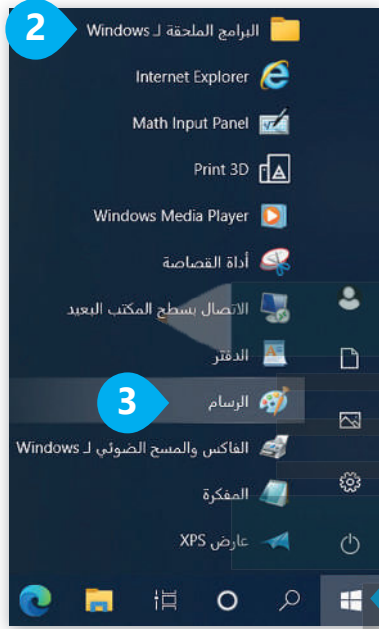 2
البرامج الملحقة لـ Windows
Internet Explorer
Math Input Panel
Print 3D
Windows Media Player
أداة القصاصة
الاتصال بسطح المكتب البعيد
الدفتر
3
الرسام
الفاكس والمسح الضوئي لـ Windows
المفكرة
عارض XPS